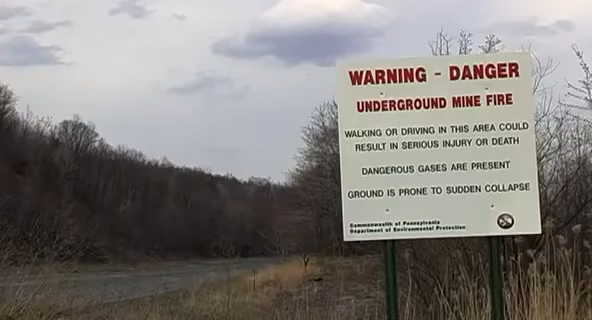 WARNING - DANGER
UNDERGROUND MINE FIRE
WALKING OR DRIVING IN THIS AREA COULD
RESULT IN SERIOUS INJURY OR DEATH
DANGEROUS GASES ARE PRESENT
GROUND IS PRONE TO SUDDEN COLLAPSE
Commonwealth of Pennsylvania
Department of Environmental Protection